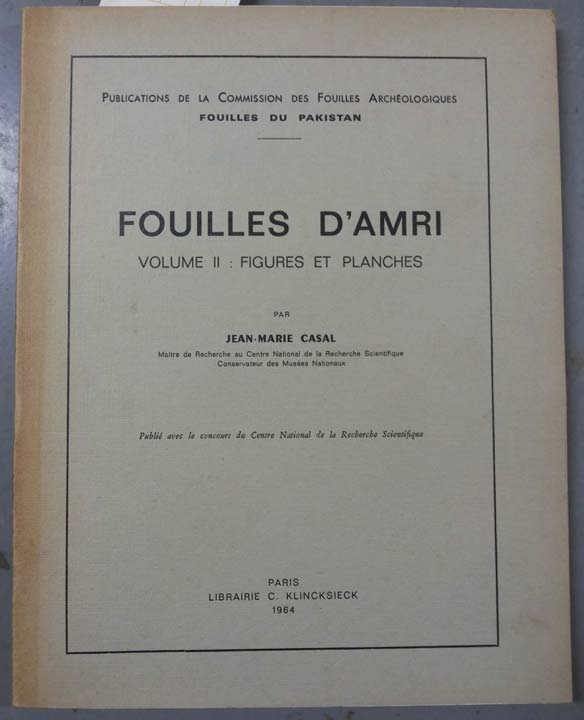 PUBLICATIONS DE LA COMMISSION DES FOUILLES ARCHÉOLOGIQUES
FOUILLES DU PAKISTAN
FOUILLES D'AMRI
VOLUME II : FIGURES ET PLANCHES
PAR
JEAN-MARIE CASAL
Maître de Recherche au Centre National de la Recherche Scientifique
Conservateur des Musées Nationaux
Publié avec le concours du Centre National de la Recherche Scientifique
PARIS
LIBRAIRIE C. KLINCKSIECK
1964